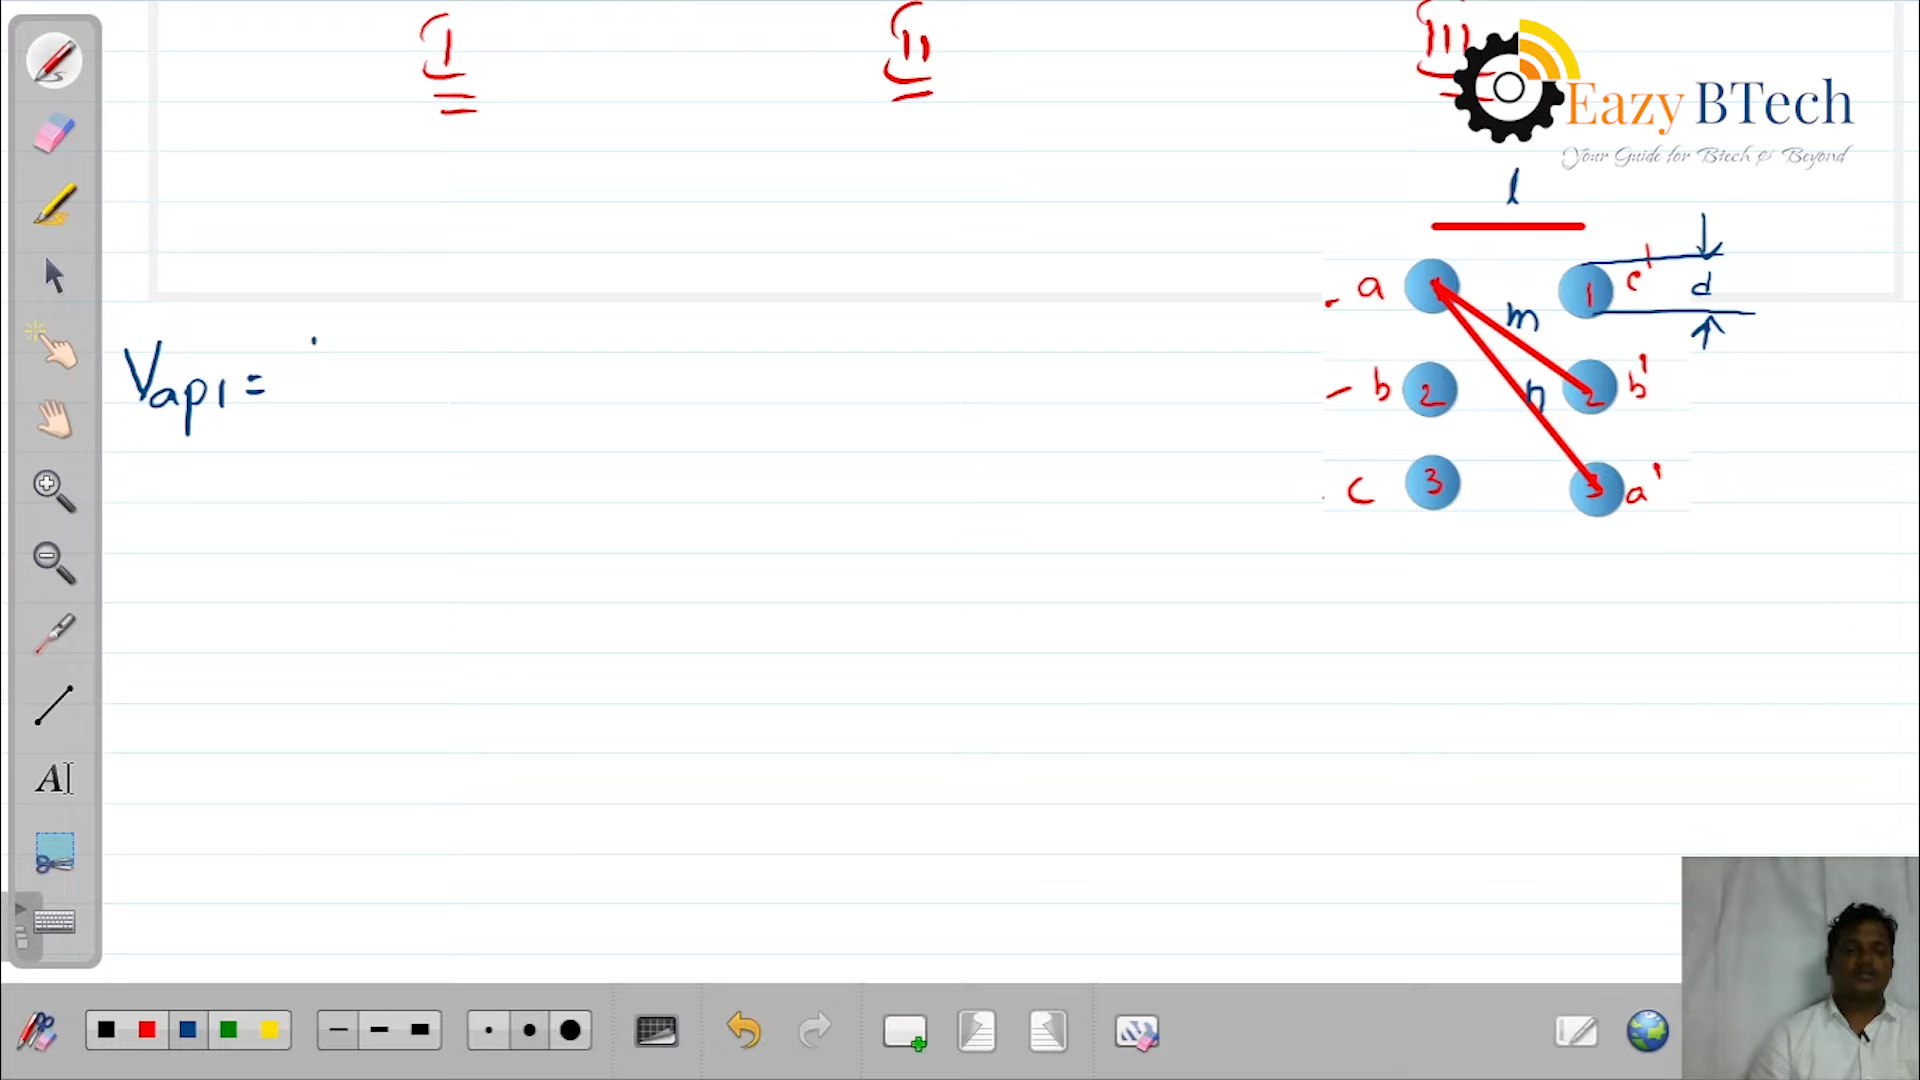 I II III
Eazy BTech
Your Guide for Btech & Beyond
l
a 1 c'
d
m
Vap1 =
b 2 n 2 b'
c 3 3 a'
A